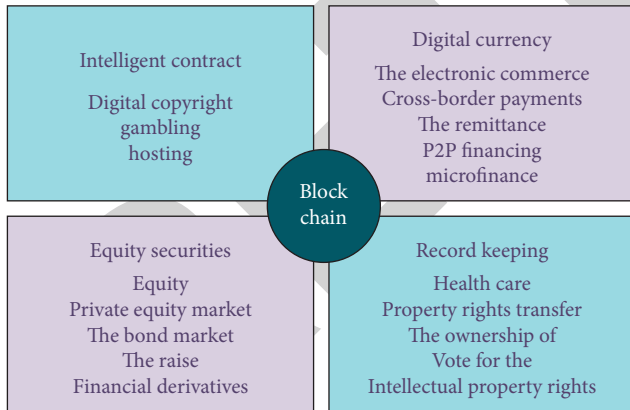 Intelligent contract
Digital copyright
gambling
hosting
Digital currency
The electronic commerce
Cross-border payments
The remittance
P2P financing
microfinance
Block
chain
Equity securities
Equity
Private equity market
The bond market
The raise
Financial derivatives
Record keeping
Health care
Property rights transfer
The ownership of
Vote for the
Intellectual property rights